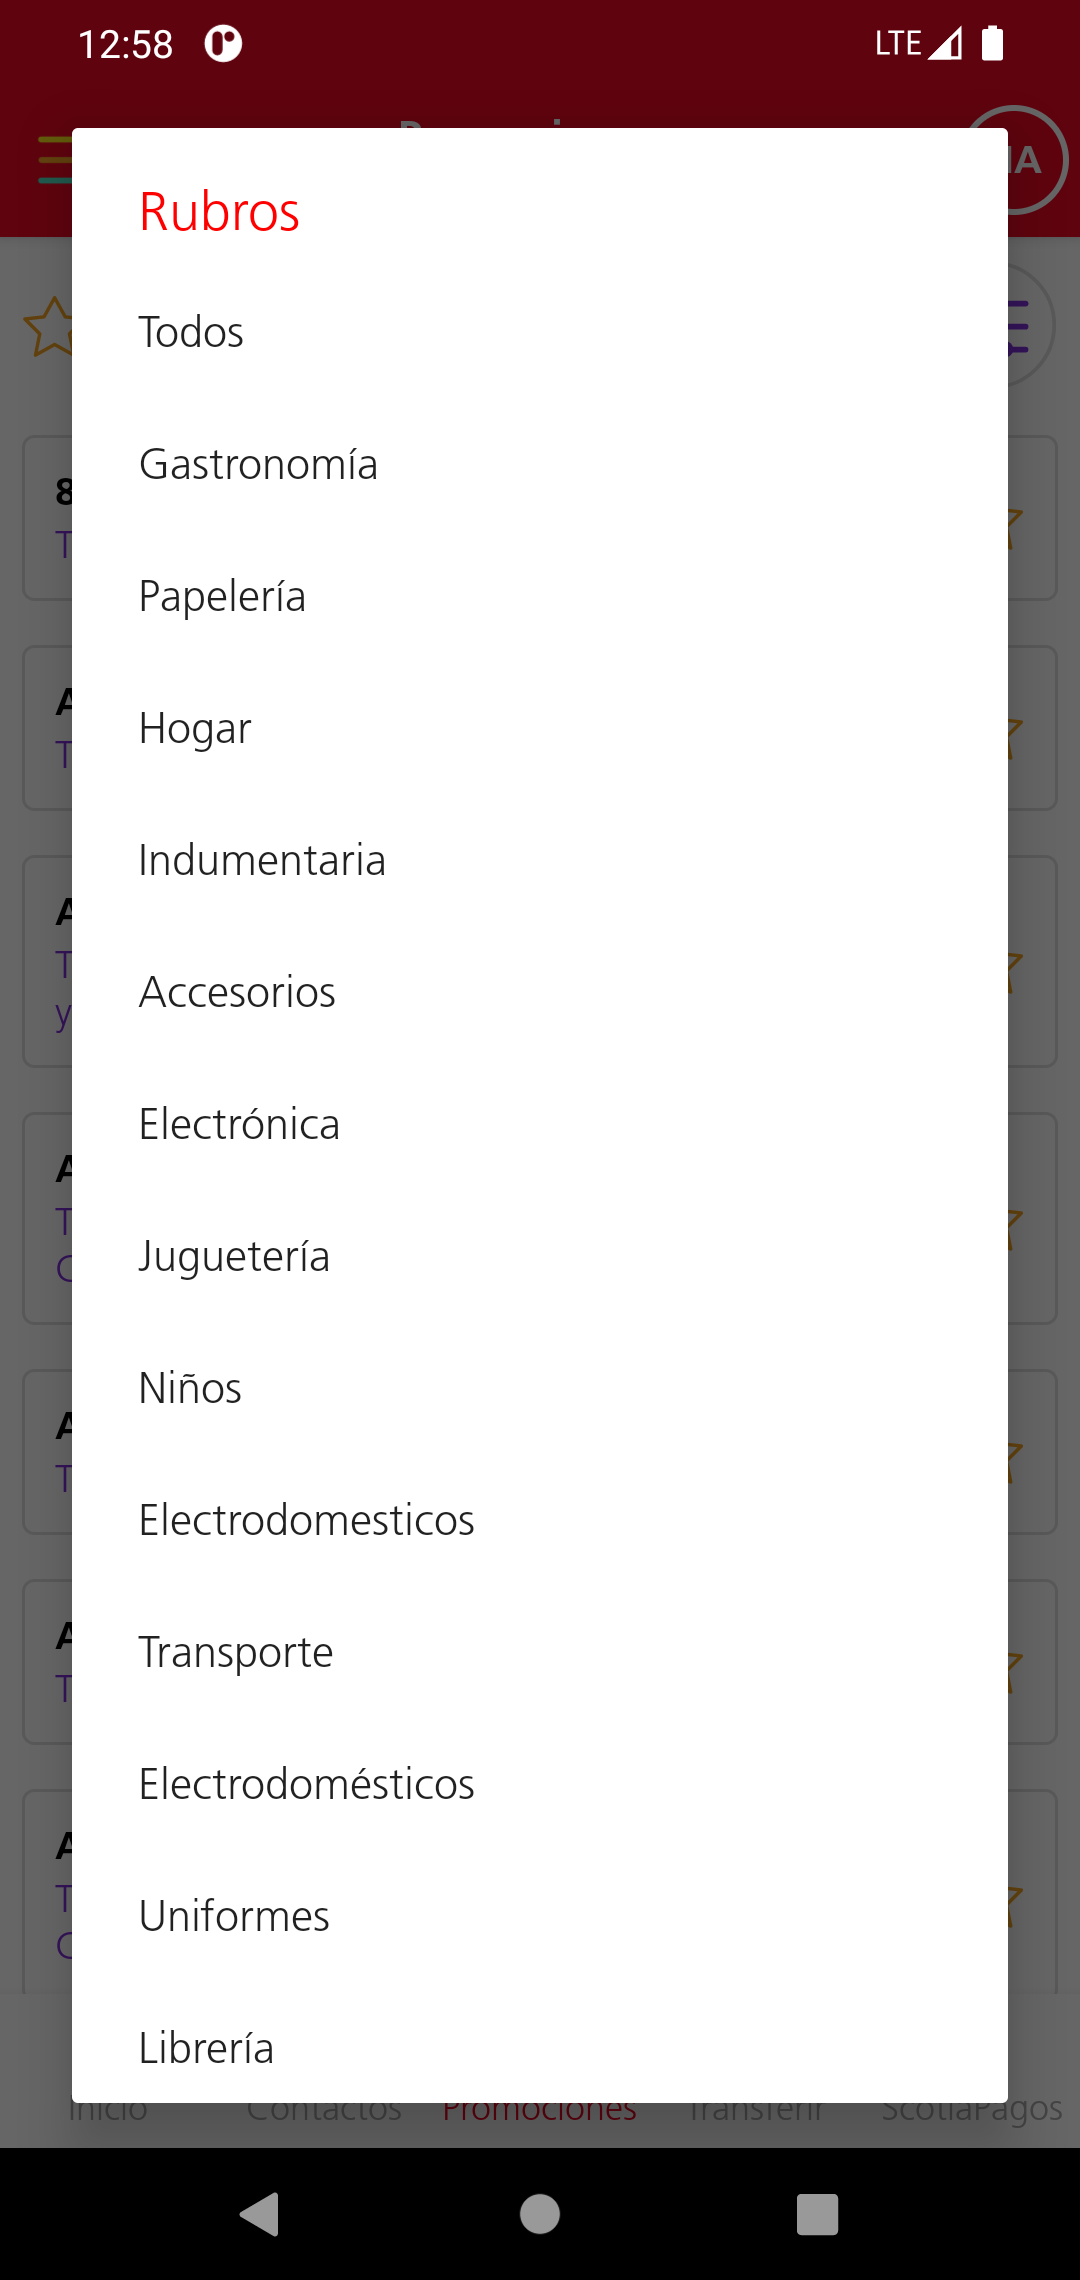 12:58
LTE
Rubros
Todos
Gastronomía
Papelería
Hogar
Indumentaria
Accesorios
Electrónica
Juguetería
Niños
Electrodomesticos
Transporte
Electrodomésticos
Uniformes
Librería
Inicio
Contactos
Promociones
Transferir
ScotiaPagos